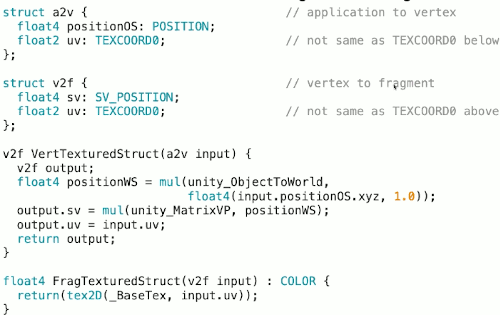 struct a2v { // application to vertex
  float4 positionOS: POSITION;
  float2 uv: TEXCOORD0; // not same as TEXCOORD0 below
};
struct v2f { // vertex to fragment
  float4 sv: SV_POSITION;
  float2 uv: TEXCOORD0; // not same as TEXCOORD0 above
};
v2f VertTexturedStruct(a2v input) {
  v2f output;
  float4 positionWS = mul(unity_ObjectToWorld,
                          float4(input.positionOS.xyz, 1.0));
  output.sv = mul(unity_MatrixVP, positionWS);
  output.uv = input.uv;
  return output;
}
float4 FragTexturedStruct(v2f input) : COLOR {
  return(tex2D(_BaseTex, input.uv));
}